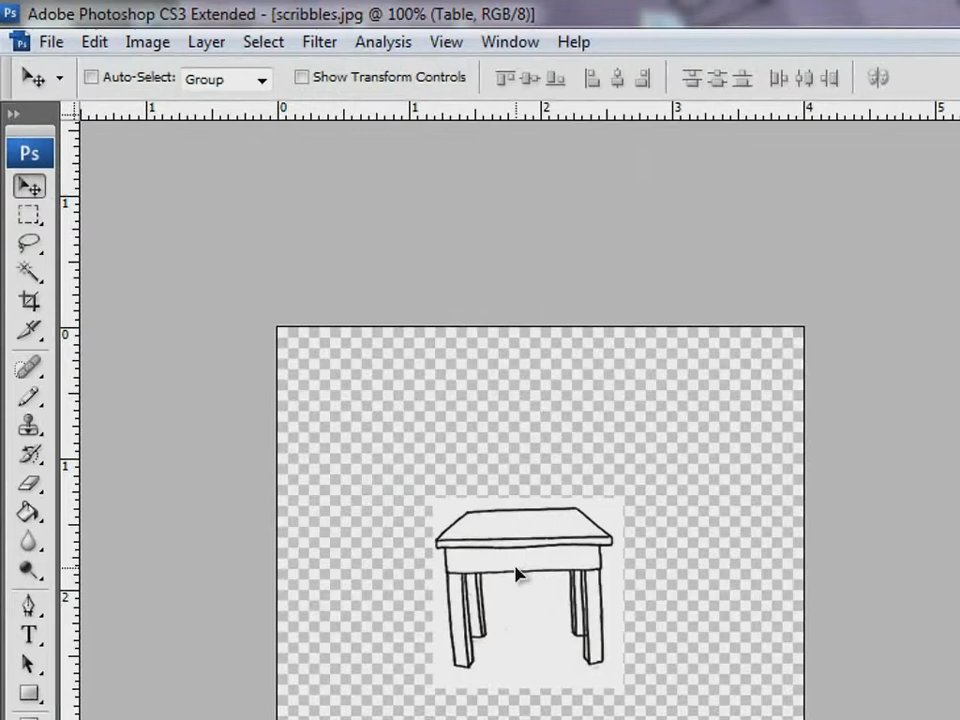 Ps Adobe Photoshop CS3 Extended - [scribbles.jpg @ 100% (Table, RGB/8)]
Ps File Edit Image Layer Select Filter Analysis View Window Help
Auto-Select: Group Show Transform Controls
1 0 1 2 3 4 5
Ps
1
0
1
2
T